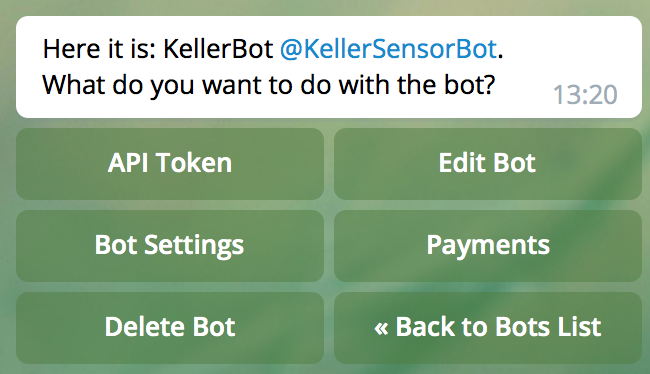 Here it is: KellerBot @KellerSensorBot.
What do you want to do with the bot?
13:20
API Token
Edit Bot
Bot Settings
Payments
Delete Bot
« Back to Bots List